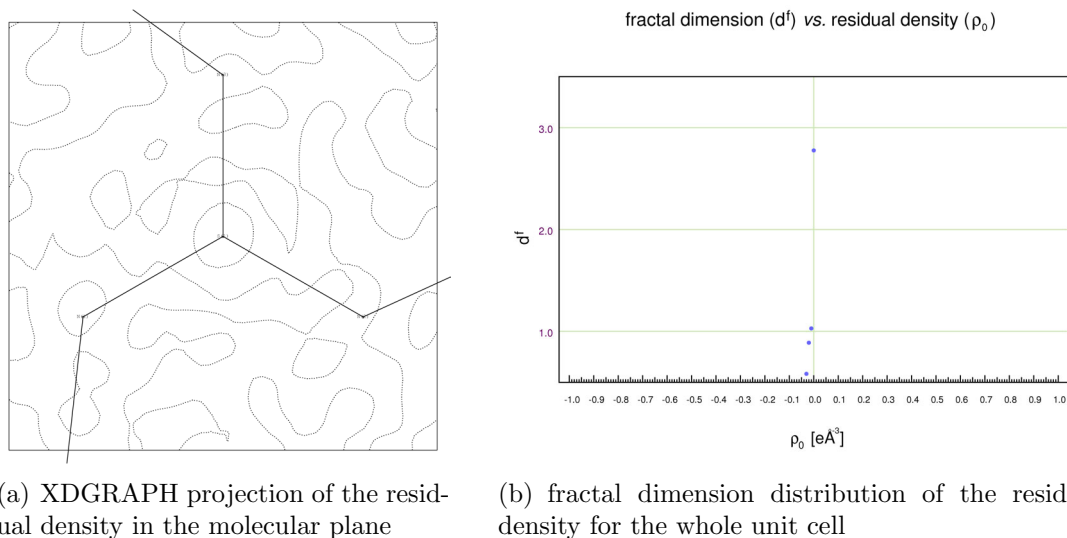 fractal dimension (dᶠ) vs. residual density (ρ₀)
3.0
2.0
1.0
dᶠ
-1.0 -0.9 -0.8 -0.7 -0.6 -0.5 -0.4 -0.3 -0.2 -0.1 0.0 0.1 0.2 0.3 0.4 0.5 0.6 0.7 0.8 0.9 1.0
ρ₀ [eÅ⁻³]
(a) XDGRAPH projection of the resid-
ual density in the molecular plane
(b) fractal dimension distribution of the resid
density for the whole unit cell